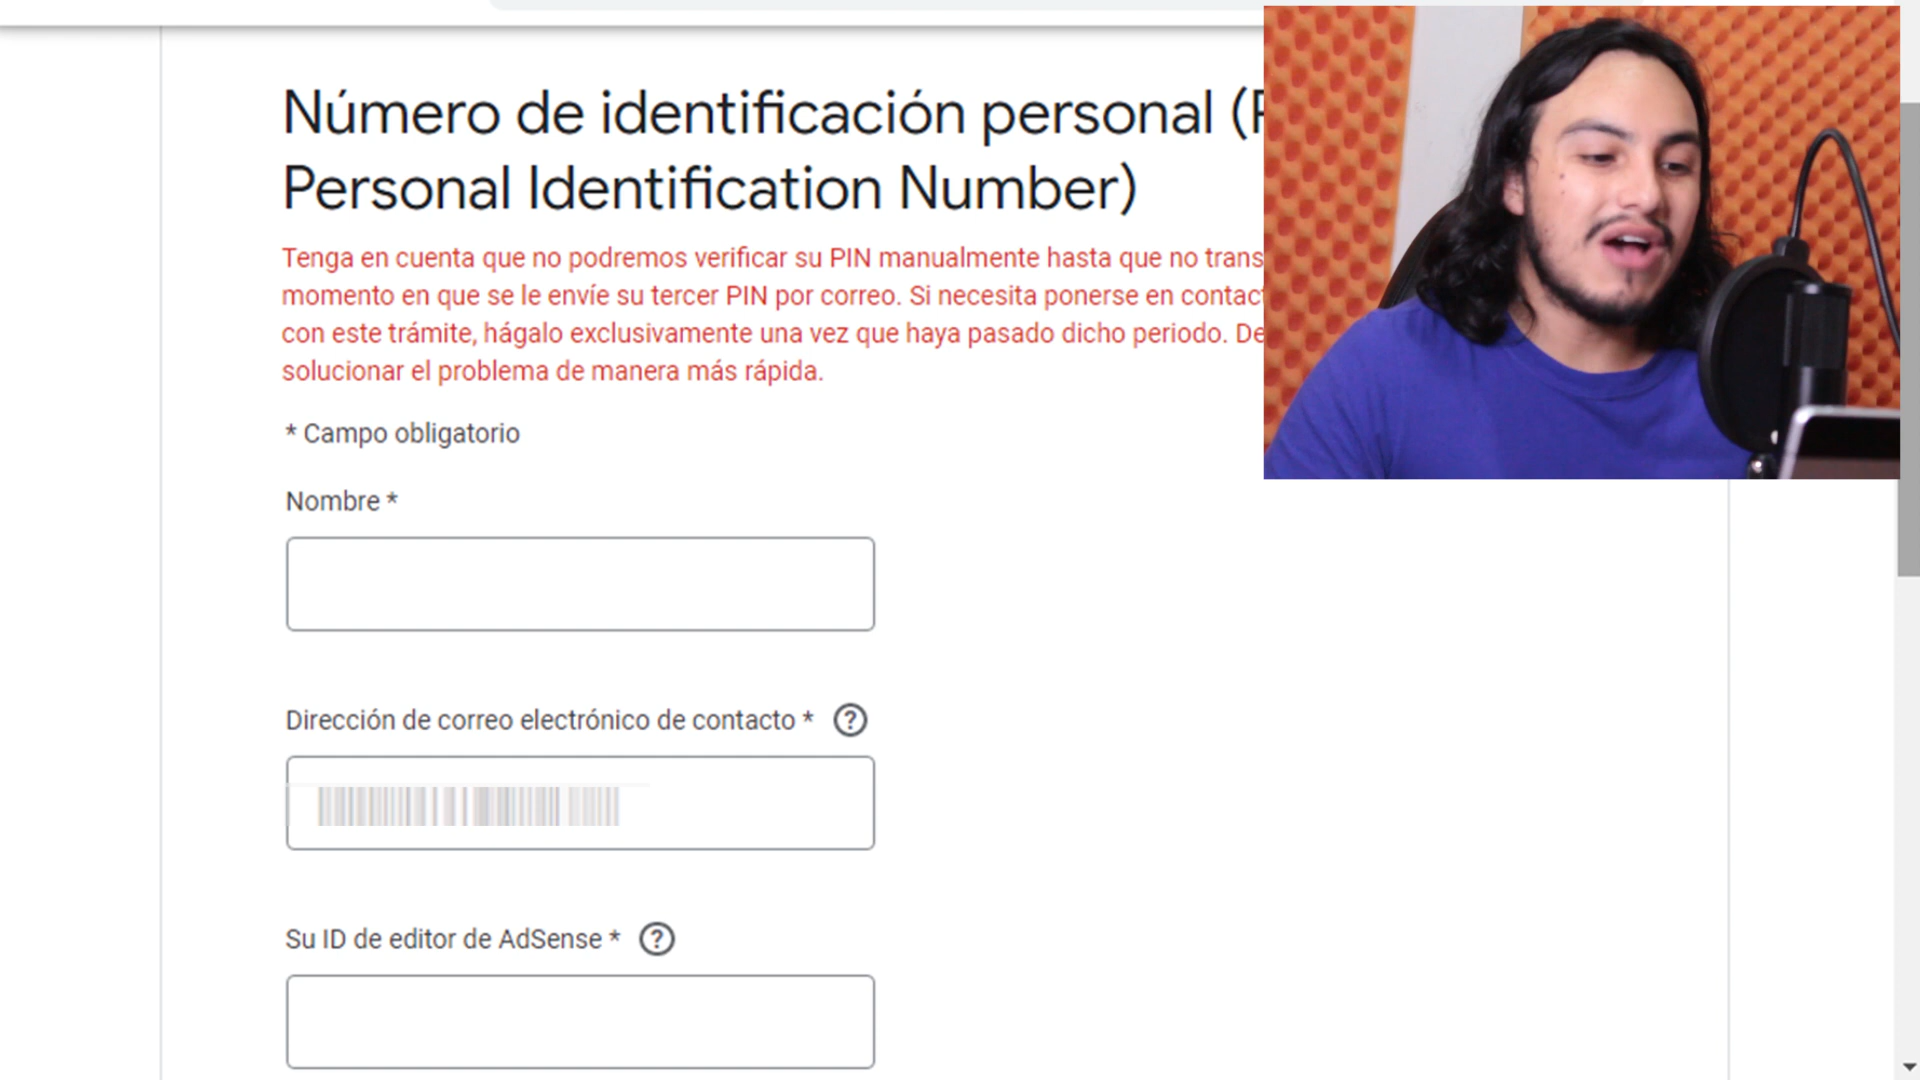 Número de identificación personal (
Personal Identification Number)
Tenga en cuenta que no podremos verificar su PIN manualmente hasta que no trans
momento en que se le envíe su tercer PIN por correo. Si necesita ponerse en contac
con este trámite, hágalo exclusivamente una vez que haya pasado dicho periodo. De
solucionar el problema de manera más rápida.
* Campo obligatorio
Nombre *
Dirección de correo electrónico de contacto * ?
Su ID de editor de AdSense * ?